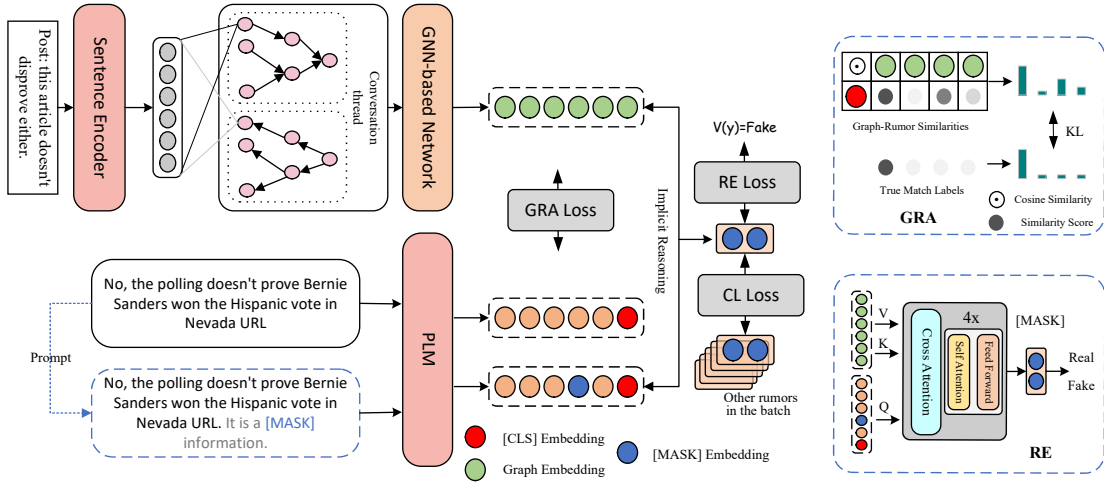 Post: this article doesn't
disprove either.
Sentence Encoder
Conversation
thread
GNN-based Network
GRA Loss
Implicit Reasoning
V(y)=Fake
RE Loss
CL Loss
Other rumors
in the batch
No, the polling doesn't prove Bernie
Sanders won the Hispanic vote in
Nevada URL
Prompt
No, the polling doesn't prove Bernie
Sanders won the Hispanic vote in
Nevada URL. It is a [MASK]
information.
PLM
[CLS] Embedding
Graph Embedding
[MASK] Embedding
Graph-Rumor Similarities
KL
True Match Labels
Cosine Similarity
Similarity Score
GRA
V
K
Q
Cross Attention
4x
Self Attention
Feed Forward
[MASK]
Real
Fake
RE